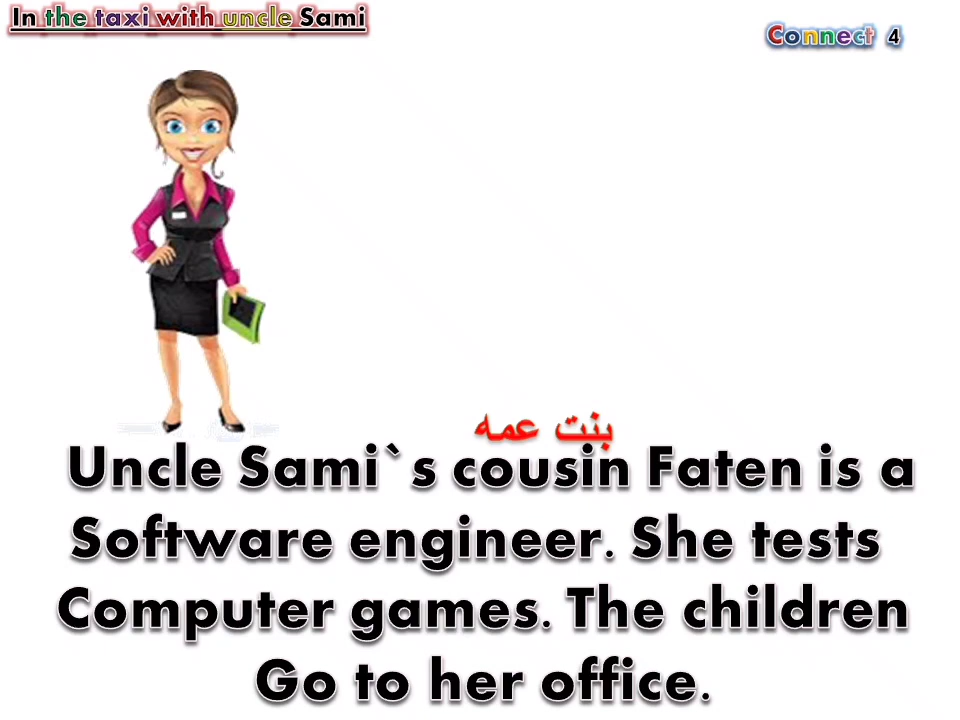 In the taxi with uncle Sami
Connect 4
بنت عمه
Uncle Sami`s cousin Faten is a
Software engineer. She tests
Computer games. The children
Go to her office.